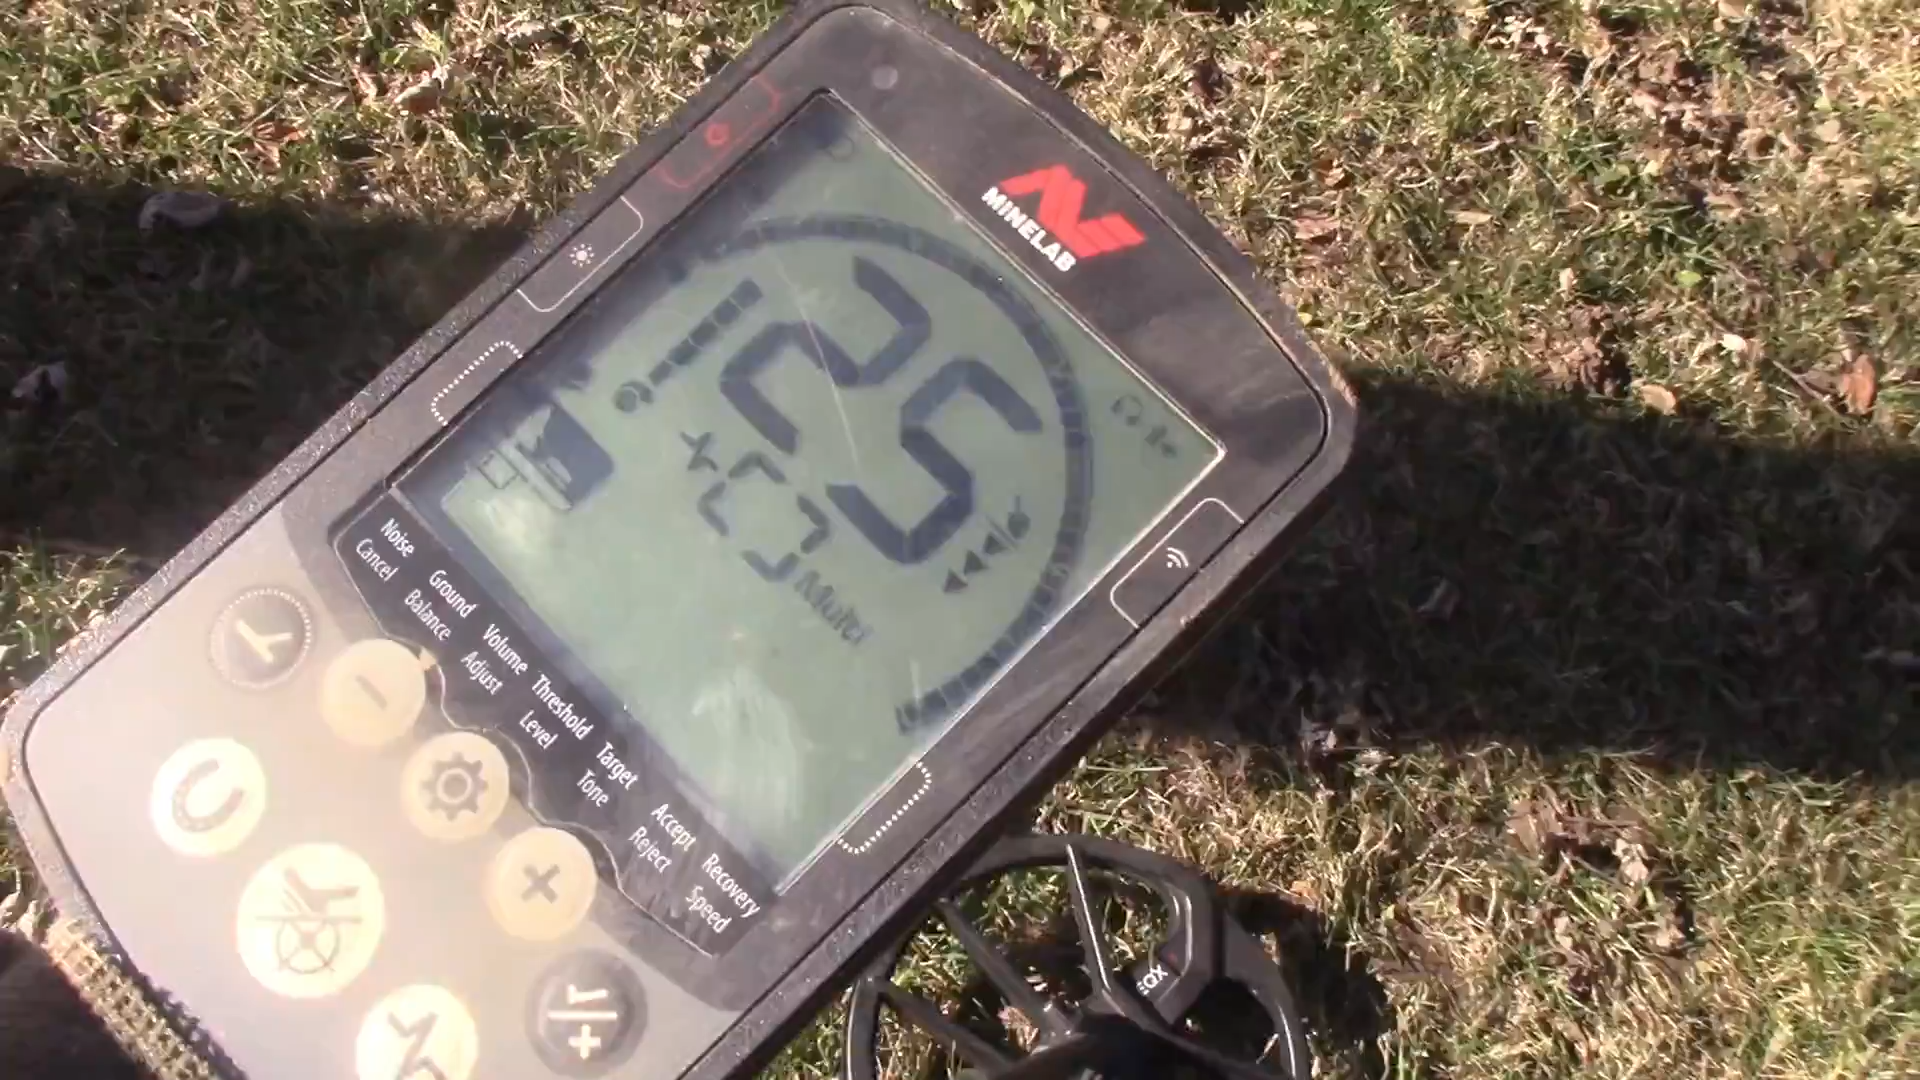 MINELAB
25
Multi
Noise
Cancel
Ground
Balance
Volume
Adjust
Threshold
Level
Target
Tone
Accept
Reject
Recovery
Speed
EQX